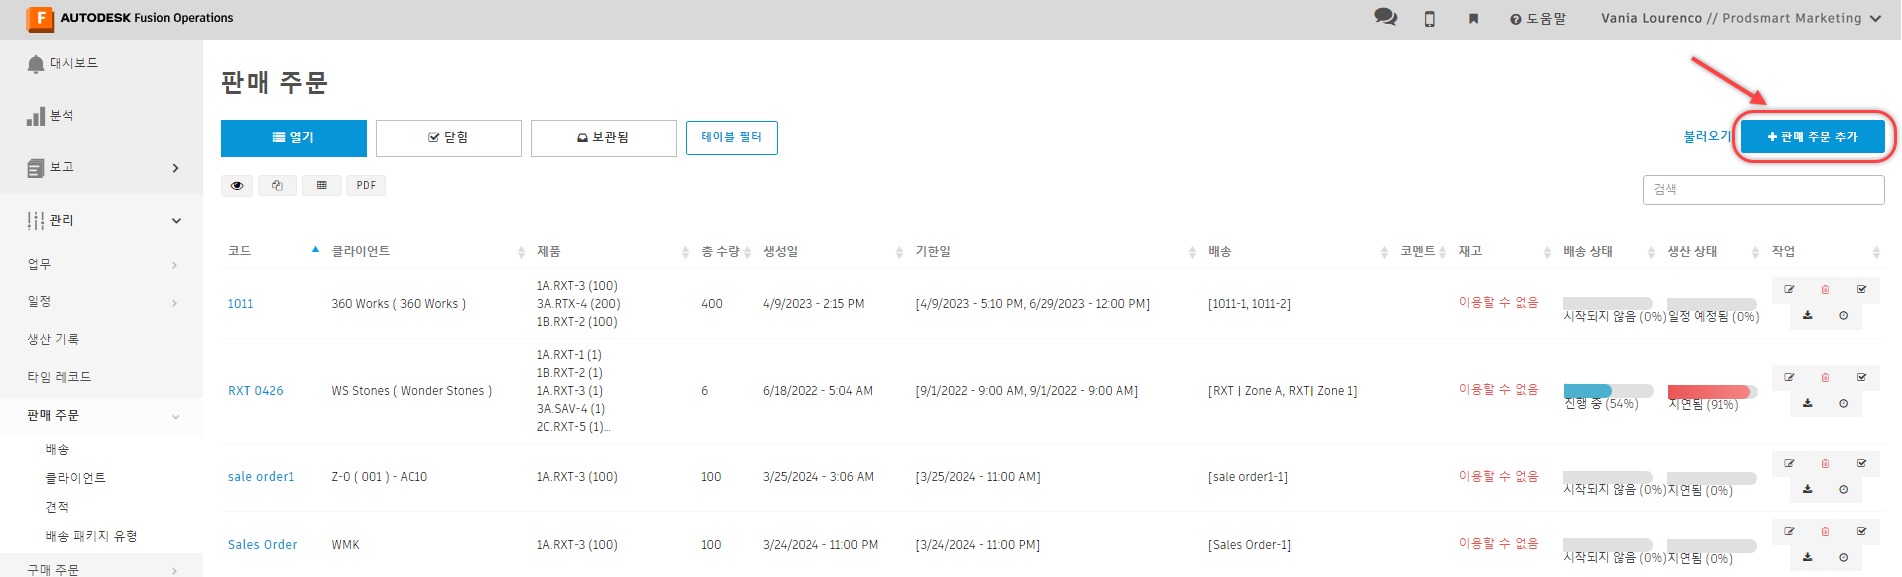 F AUTODESK Fusion Operations
도움말
Vania Lourenco // Prodsmart Marketing
대시보드
분석
보고
관리
업무
일정
생산 기록
타임 레코드
판매 주문
배송
클라이언트
견적
배송 패키지 유형
구매 주문
판매 주문
열기
닫힘
보관됨
테이블 필터
불러오기
+ 판매 주문 추가
PDF
검색
코드 클라이언트 제품 총 수량 생성일 기한일 배송 코멘트 재고 배송 상태 생산 상태 작업
1A.RXT-3 (100)
1011 360 Works ( 360 Works ) 3A.RTX-4 (200) 400 4/9/2023 - 2:15 PM [4/9/2023 - 5:10 PM, 6/29/2023 - 12:00 PM] [1011-1, 1011-2] 이용할 수 없음
1B.RXT-2 (100) 시작되지 않음 (0%) 일정 예정됨 (0%)
1A.RXT-1 (1)
1B.RXT-2 (1)
RXT 0426 WS Stones ( Wonder Stones ) 1A.RXT-3 (1) 6 6/18/2022 - 5:04 AM [9/1/2022 - 9:00 AM, 9/1/2022 - 9:00 AM] [RXT | Zone A, RXT| Zone 1] 이용할 수 없음
3A.SAV-4 (1) 진행 중 (54%) 지연됨 (91%)
2C.RXT-5 (1)...
sale order1 Z-0 ( 001 ) - AC10 1A.RXT-3 (100) 100 3/25/2024 - 3:06 AM [3/25/2024 - 11:00 AM] [sale order1-1] 이용할 수 없음
시작되지 않음 (0%) 지연됨 (0%)
Sales Order WMK 1A.RXT-3 (100) 100 3/24/2024 - 11:00 PM [3/24/2024 - 11:00 PM] [Sales Order-1] 이용할 수 없음
시작되지 않음 (0%) 지연됨 (0%)